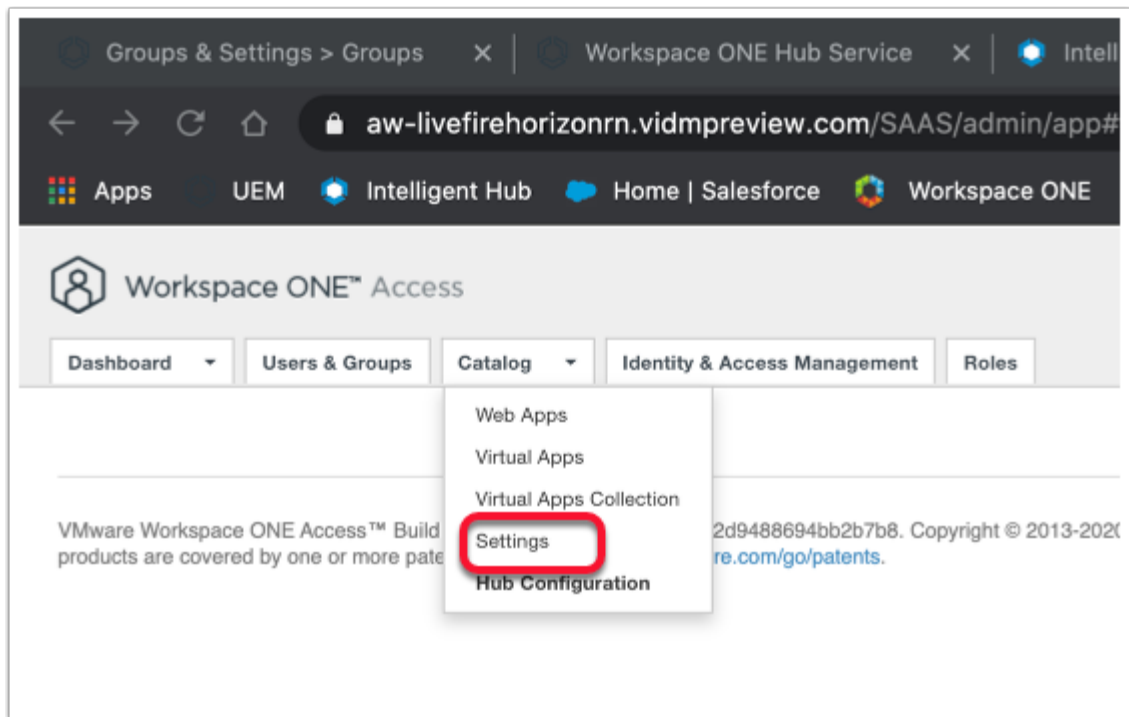 Groups & Settings > Groups Workspace ONE Hub Service Intell
aw-livefirehorizonrn.vidmpreview.com/SAAS/admin/app#
Apps UEM Intelligent Hub Home | Salesforce Workspace ONE
Workspace ONE™ Access
Dashboard Users & Groups Catalog Identity & Access Management Roles
Web Apps
Virtual Apps
Virtual Apps Collection
Settings
Hub Configuration
VMware Workspace ONE Access™ Build 2d9488694bb2b7b8. Copyright © 2013-202
products are covered by one or more pate re.com/go/patents.